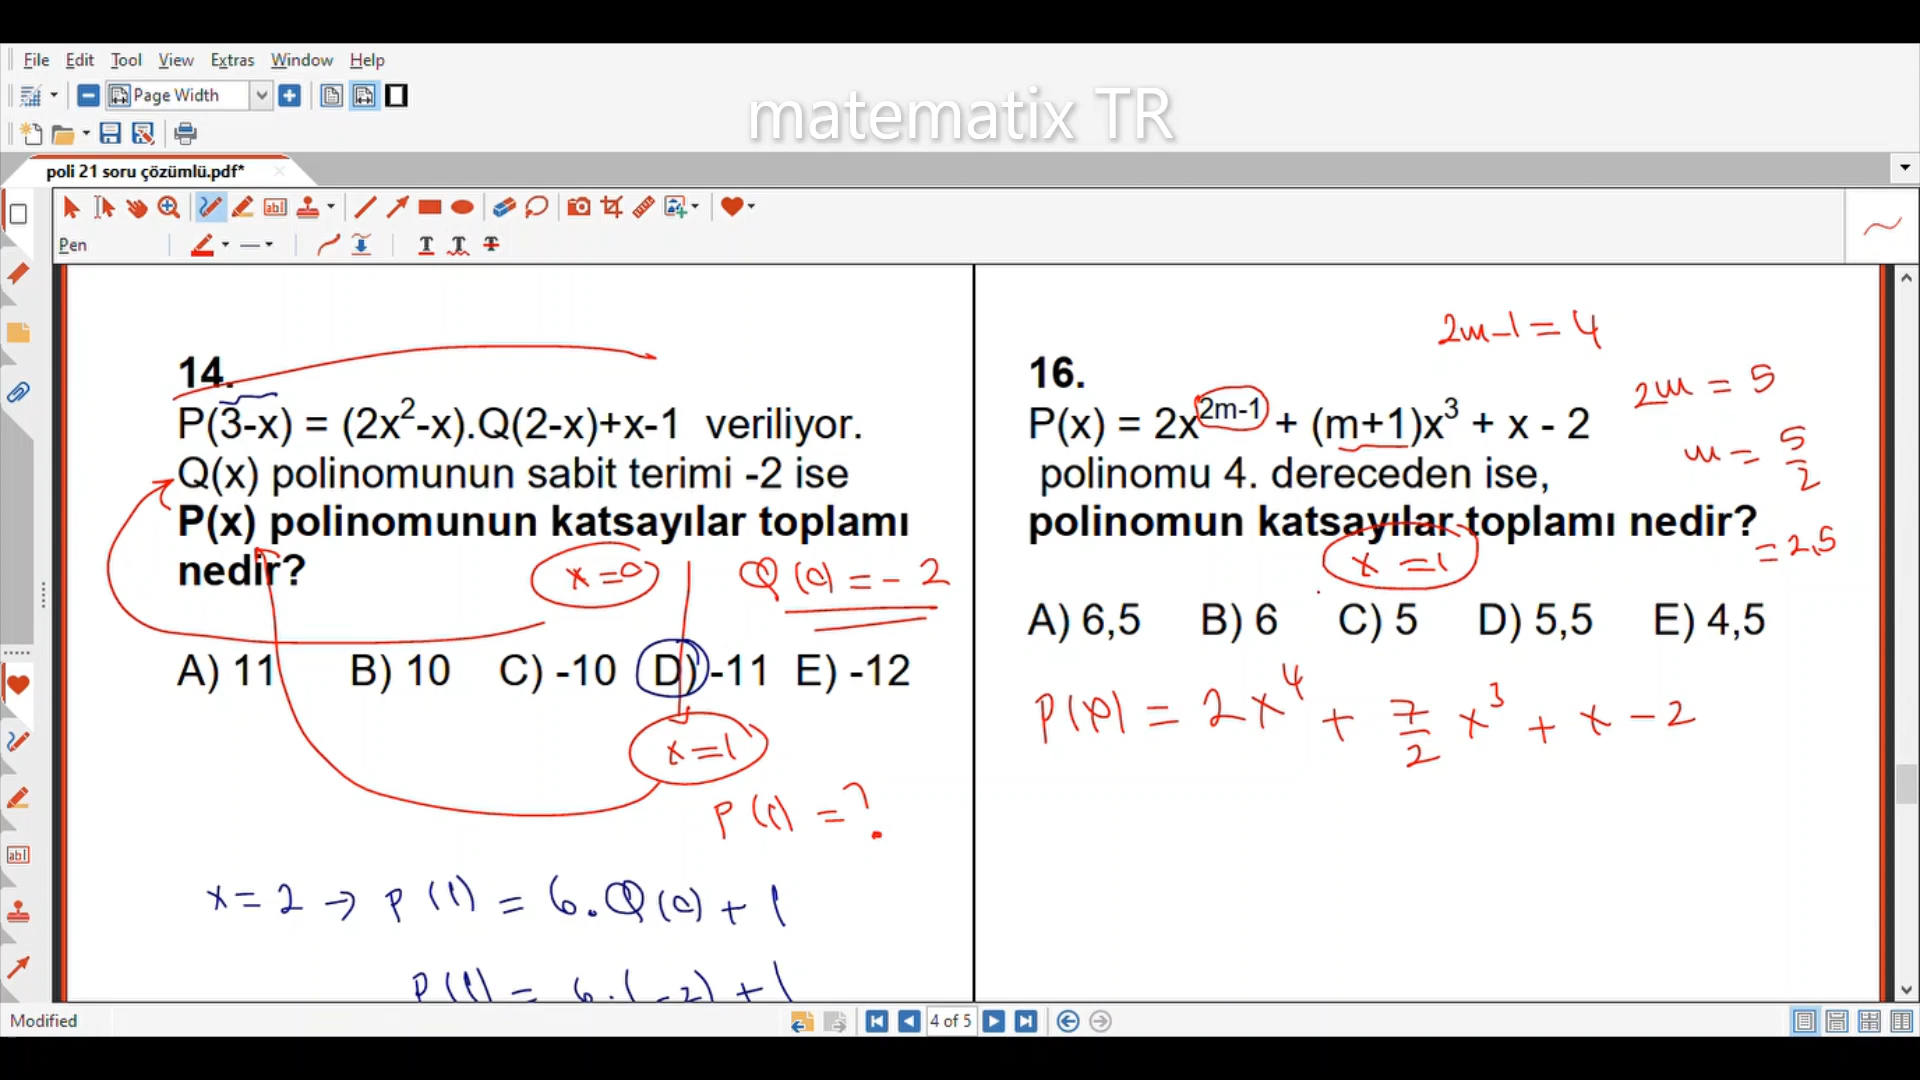 File Edit Tool View Extras Window Help
Page Width
matematix TR
poli 21 soru çözümlü.pdf*
Pen
14.
P(3-x) = (2x²-x).Q(2-x)+x-1 veriliyor.
Q(x) polinomunun sabit terimi -2 ise
P(x) polinomunun katsayılar toplamı
nedir?
x=0
Q(0) = -2
A) 11 B) 10 C) -10 D) -11 E) -12
x=1
P(1) = ?
x=2 → P(1) = 6.Q(0)+1
P(1) = 6.(-2)+1
2m-1=4
16.
2m = 5
P(x) = 2x^{2m-1} + (m+1)x³ + x - 2
m = 5/2
polinomu 4. dereceden ise,
polinomun katsayılar toplamı nedir?
= 2,5
x=1
A) 6,5 B) 6 C) 5 D) 5,5 E) 4,5
P(x) = 2x⁴ + 7/2 x³ + x - 2
Modified
4 of 5